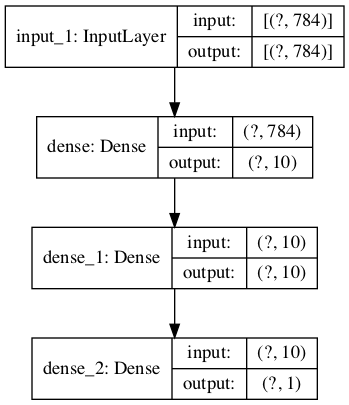 input_1: InputLayer
input: [(?, 784)]
output: [(?, 784)]
dense: Dense
input: (?, 784)
output: (?, 10)
dense_1: Dense
input: (?, 10)
output: (?, 10)
dense_2: Dense
input: (?, 10)
output: (?, 1)